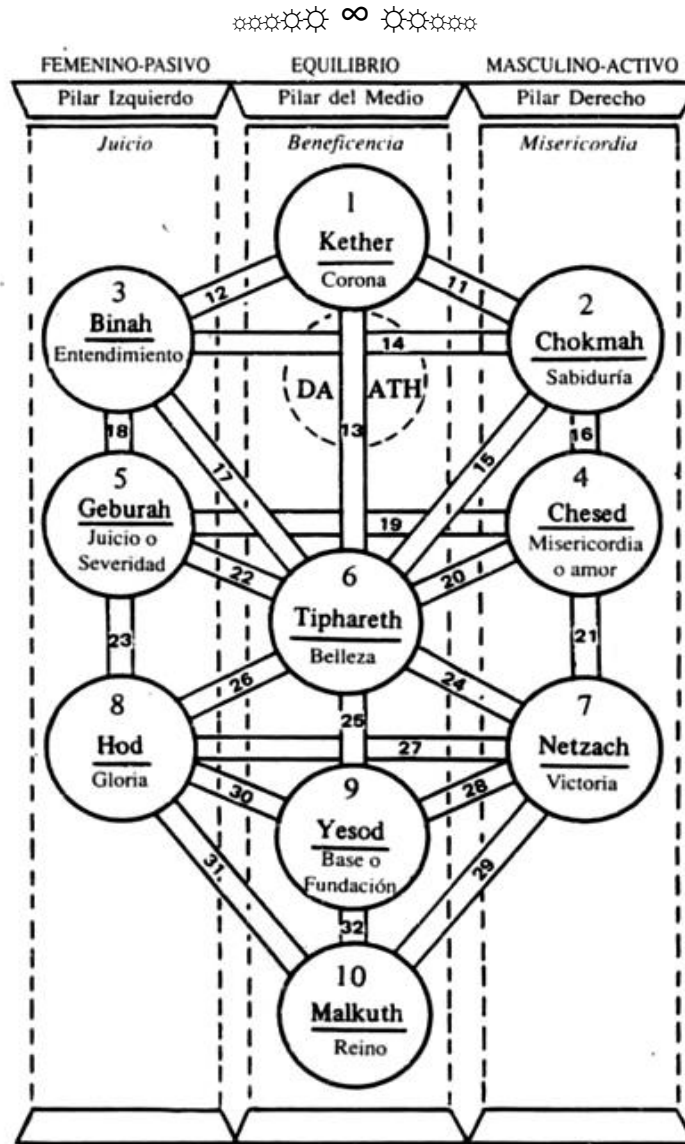 ∞
FEMENINO-PASIVO EQUILIBRIO MASCULINO-ACTIVO
Pilar Izquierdo Pilar del Medio Pilar Derecho
Juicio Beneficencia Misericordia
1
Kether
Corona
12
11
3
Binah
Entendimiento
2
Chokmah
Sabiduría
14
DA ATH
13
18
17
15
16
5
Geburah
Juicio o
Severidad
4
Chesed
Misericordia
o amor
19
22
20
6
Tiphareth
Belleza
23
21
26
24
25
8
Hod
Gloria
7
Netzach
Victoria
27
30
28
9
Yesod
Base o
Fundación
31.
29
32
10
Malkuth
Reino